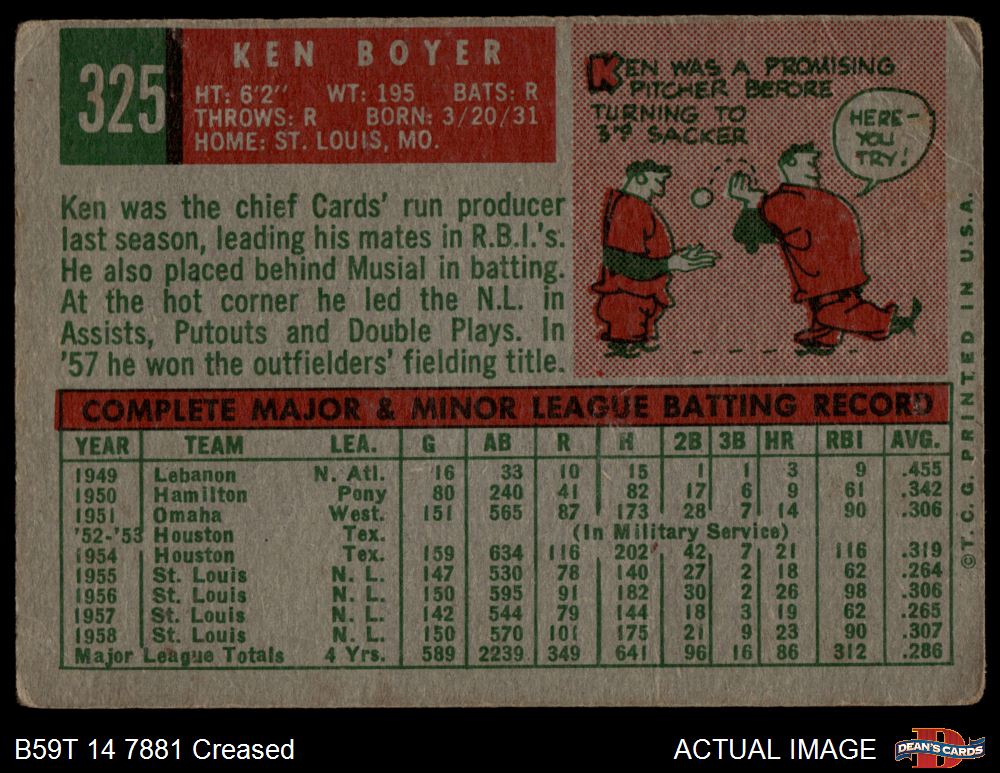 325
KEN BOYER
HT: 6'2" WT: 195 BATS: R
THROWS: R BORN: 3/20/31
HOME: ST. LOUIS, MO.
KEN WAS A PROMISING
PITCHER BEFORE
TURNING TO
3rd SACKER
HERE-
YOU
TRY!
Ken was the chief Cards' run producer
last season, leading his mates in R.B.I.'s.
He also placed behind Musial in batting.
At the hot corner he led the N.L. in
Assists, Putouts and Double Plays. In
'57 he won the outfielders' fielding title.
COMPLETE MAJOR & MINOR LEAGUE BATTING RECORD
YEAR TEAM LEA. G AB R H 2B 3B HR RBI AVG.
1949 Lebanon N. Atl. 16 33 10 15 1 1 3 9 .455
1950 Hamilton Pony 80 240 41 82 17 6 9 61 .342
1951 Omaha West. 151 565 87 173 28 7 14 90 .306
'52-'53 Houston Tex. (In Military Service)
1954 Houston Tex. 159 634 116 202 42 7 21 116 .319
1955 St. Louis N. L. 147 530 78 140 27 2 18 62 .264
1956 St. Louis N. L. 150 595 91 182 30 2 26 98 .306
1957 St. Louis N. L. 142 544 79 144 18 3 19 62 .265
1958 St. Louis N. L. 150 570 101 175 21 9 23 90 .307
Major League Totals 4 Yrs. 589 2239 349 641 96 16 86 312 .286
© T. C. G. PRINTED IN U.S.A.
B59T 14 7881 Creased
ACTUAL IMAGE
D
DEAN'S CARDS